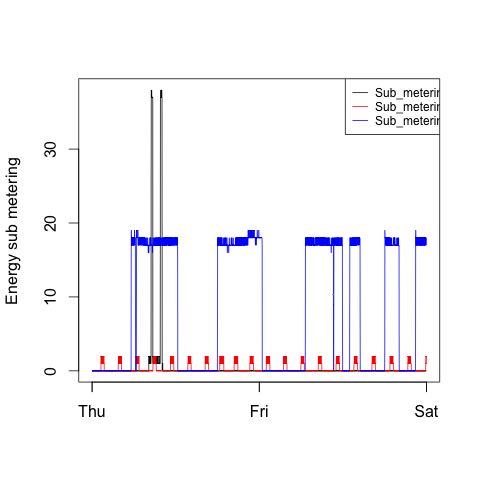 Sub_meterin
Sub_meterin
Sub_meterin
Energy sub metering
30
20
10
0
Thu
Fri
Sat